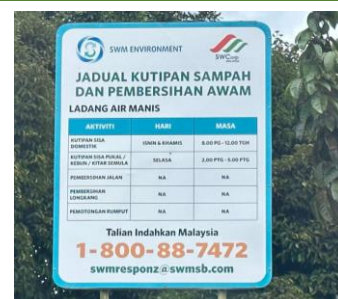 SWM ENVIRONMENT
SWCorp
JADUAL KUTIPAN SAMPAH
DAN PEMBERSIHAN AWAM
LADANG AIR MANIS
AKTIVITI HARI MASA
KUTIPAN SISA DOMESTIK ISNIN & KHAMIS 8.00 PG - 12.00 TGH
KUTIPAN SISA PUKAL / KEBUN / KITAR SEMULA SELASA 2.00 PTG - 5.00 PTG
PEMBERSIHAN JALAN NA NA
PEMBERSIHAN LONGKANG NA NA
PEMOTONGAN RUMPUT NA NA
Talian Indahkan Malaysia
1-800-88-7472
swmresponz@swmsb.com